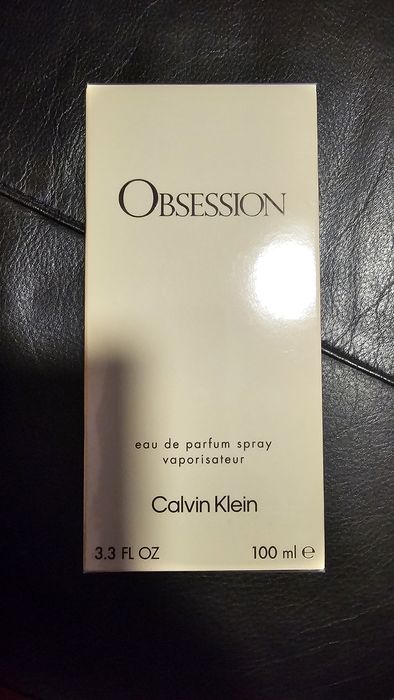 OBSESSION
eau de parfum spray
vaporisateur
Calvin Klein
3.3 FL OZ 100 ml ℮